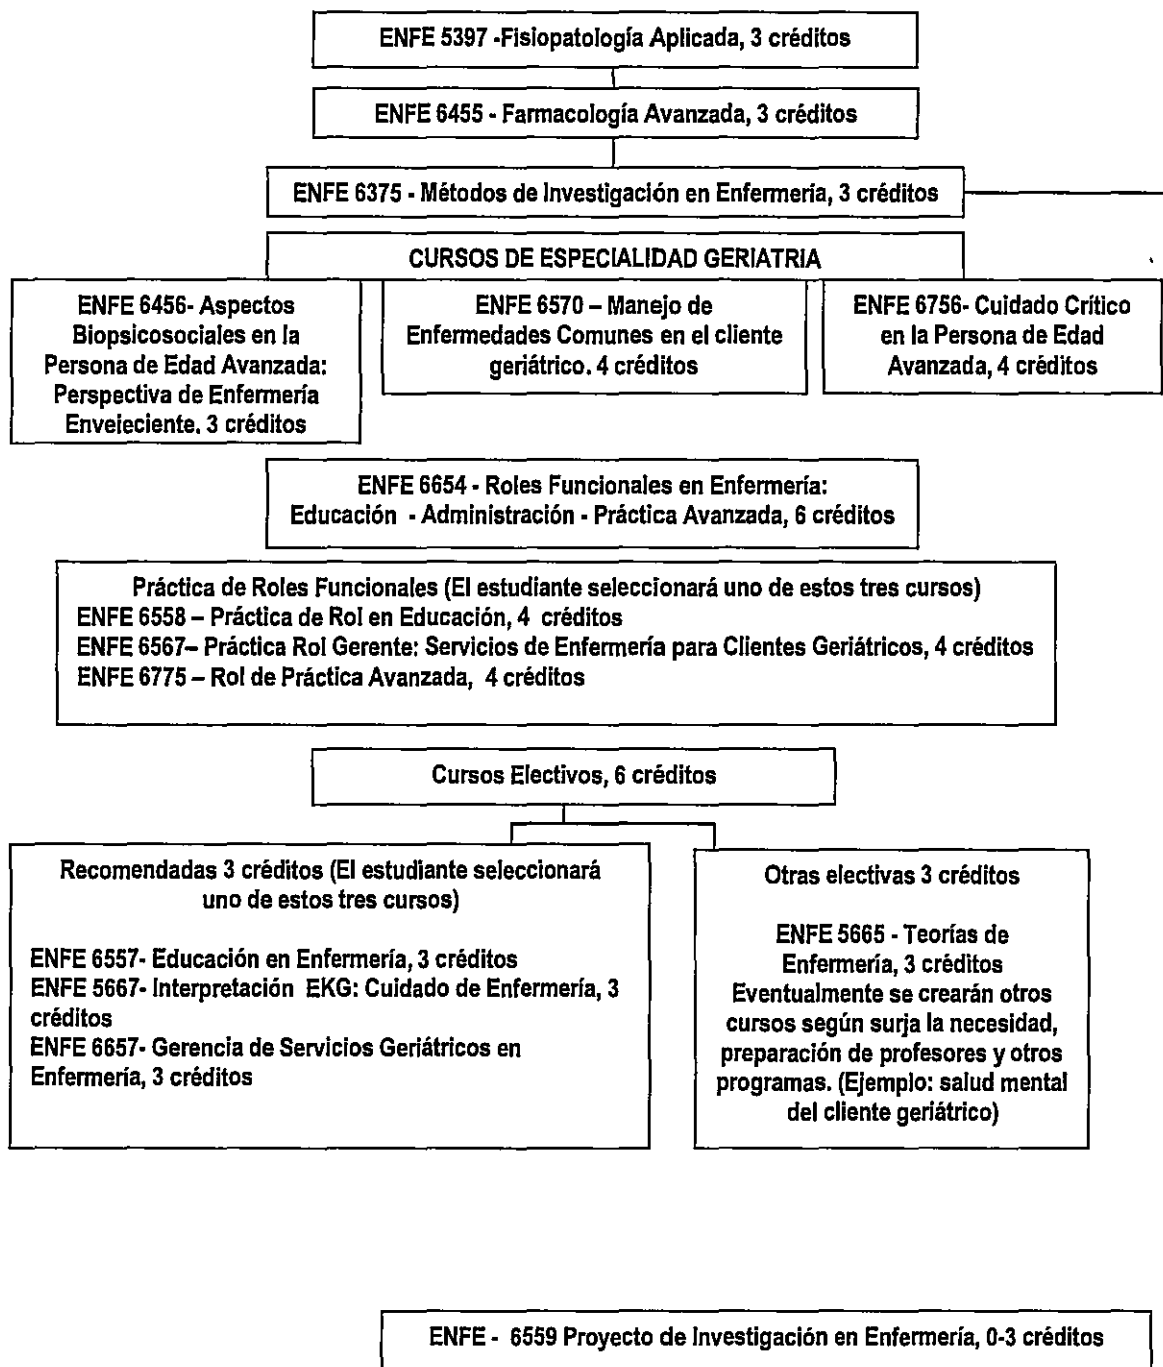 ENFE 5397 -Fisiopatología Aplicada, 3 créditos
ENFE 6455 - Farmacología Avanzada, 3 créditos
ENFE 6375 - Métodos de Investigación en Enfermería, 3 créditos
CURSOS DE ESPECIALIDAD GERIATRIA
ENFE 6456- Aspectos
Biopsicosociales en la
Persona de Edad Avanzada:
Perspectiva de Enfermería
Envejeciente. 3 créditos
ENFE 6570 – Manejo de
Enfermedades Comunes en el cliente
geriátrico. 4 créditos
ENFE 6756- Cuidado Crítico
en la Persona de Edad
Avanzada, 4 créditos
ENFE 6654 - Roles Funcionales en Enfermería:
Educación - Administración - Práctica Avanzada, 6 créditos
Práctica de Roles Funcionales (El estudiante seleccionará uno de estos tres cursos)
ENFE 6558 – Práctica de Rol en Educación, 4 créditos
ENFE 6567– Práctica Rol Gerente: Servicios de Enfermería para Clientes Geriátricos, 4 créditos
ENFE 6775 – Rol de Práctica Avanzada, 4 créditos
Cursos Electivos, 6 créditos
Recomendadas 3 créditos (El estudiante seleccionará
uno de estos tres cursos)
ENFE 6557- Educación en Enfermería, 3 créditos
ENFE 5667- Interpretación EKG: Cuidado de Enfermería, 3
créditos
ENFE 6657- Gerencia de Servicios Geriátricos en
Enfermería, 3 créditos
Otras electivas 3 créditos
ENFE 5665 - Teorías de
Enfermería, 3 créditos
Eventualmente se crearán otros
cursos según surja la necesidad,
preparación de profesores y otros
programas. (Ejemplo: salud mental
del cliente geriátrico)
ENFE - 6559 Proyecto de Investigación en Enfermería, 0-3 créditos